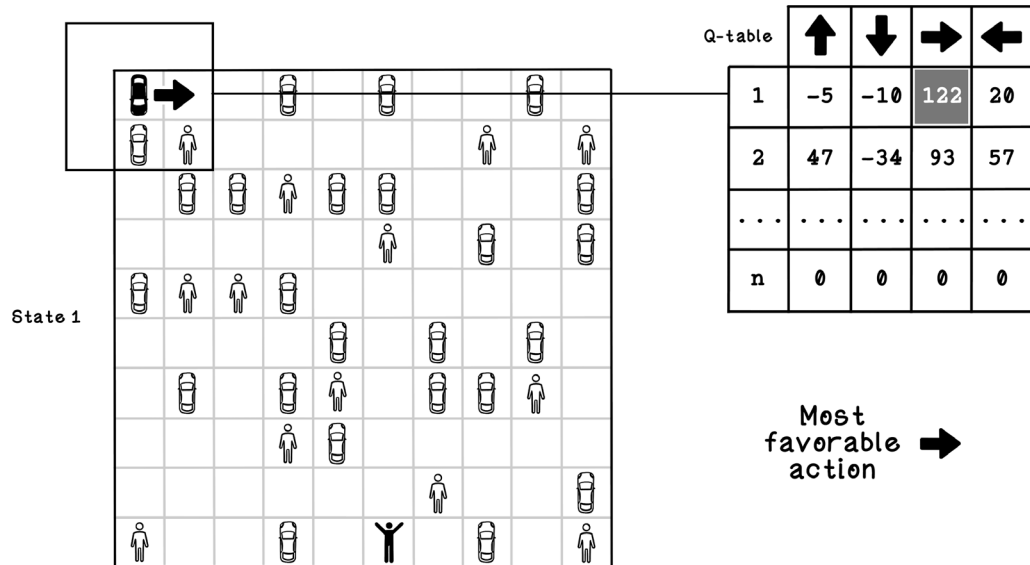 Q-table
1 -5 -10 122 20
2 47 -34 93 57
... ... ... ... ...
n 0 0 0 0
State 1
Most
favorable
action